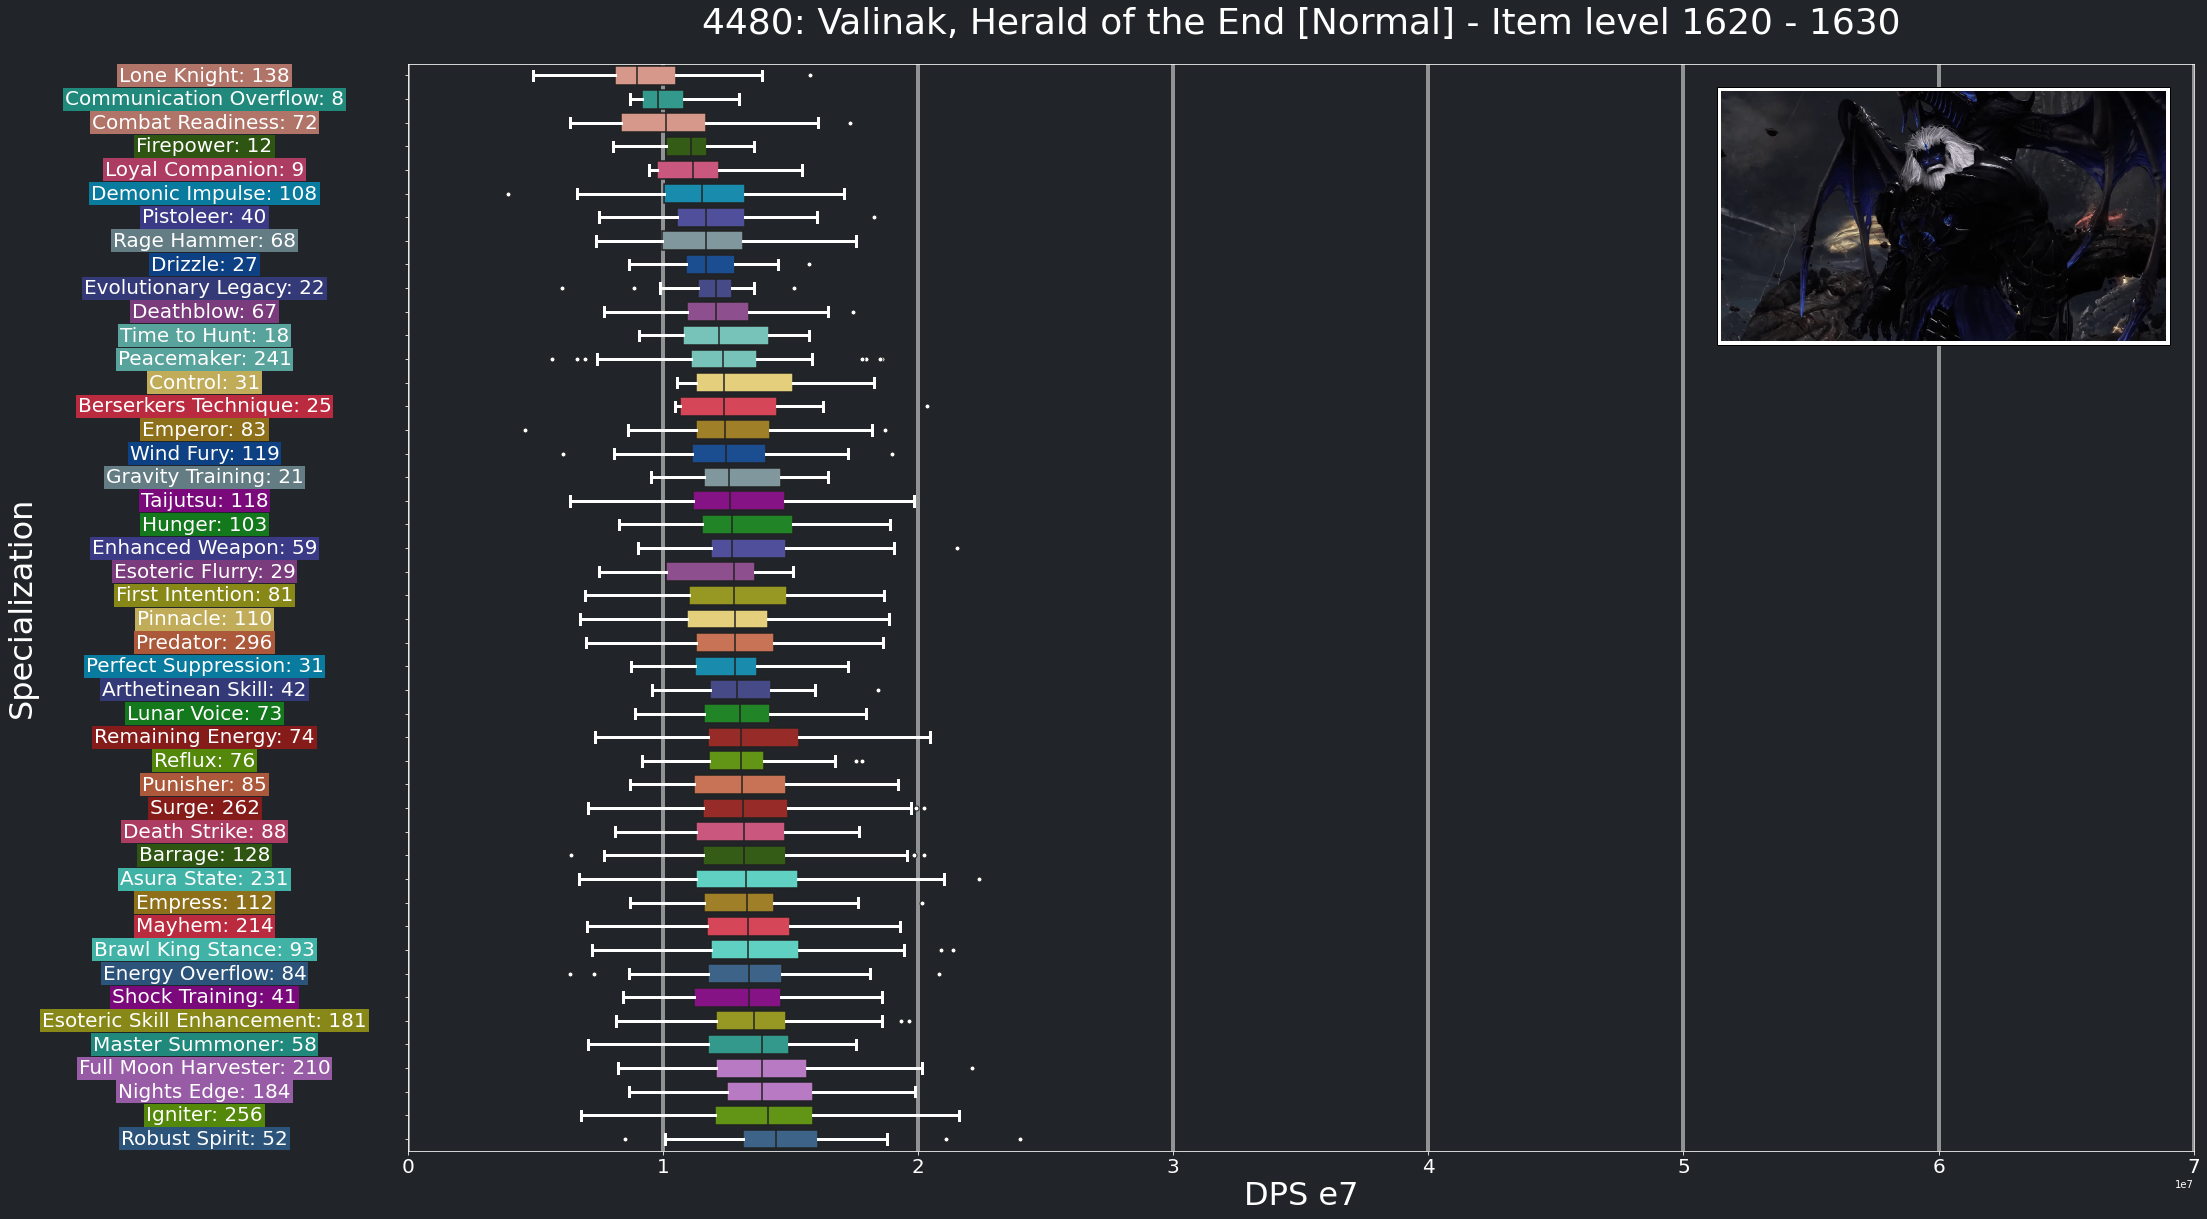 4480: Valinak, Herald of the End [Normal] - Item level 1620 - 1630
Lone Knight: 138
Communication Overflow: 8
Combat Readiness: 72
Firepower: 12
Loyal Companion: 9
Demonic Impulse: 108
Pistoleer: 40
Rage Hammer: 68
Drizzle: 27
Evolutionary Legacy: 22
Deathblow: 67
Time to Hunt: 18
Peacemaker: 241
Control: 31
Berserkers Technique: 25
Emperor: 83
Wind Fury: 119
Gravity Training: 21
Taijutsu: 118
Hunger: 103
Enhanced Weapon: 59
Esoteric Flurry: 29
First Intention: 81
Pinnacle: 110
Predator: 296
Perfect Suppression: 31
Arthetinean Skill: 42
Lunar Voice: 73
Remaining Energy: 74
Reflux: 76
Punisher: 85
Surge: 262
Death Strike: 88
Barrage: 128
Asura State: 231
Empress: 112
Mayhem: 214
Brawl King Stance: 93
Energy Overflow: 84
Shock Training: 41
Esoteric Skill Enhancement: 181
Master Summoner: 58
Full Moon Harvester: 210
Nights Edge: 184
Igniter: 256
Robust Spirit: 52
Specialization
0 1 2 3 4 5 6 7
1e7
DPS e7